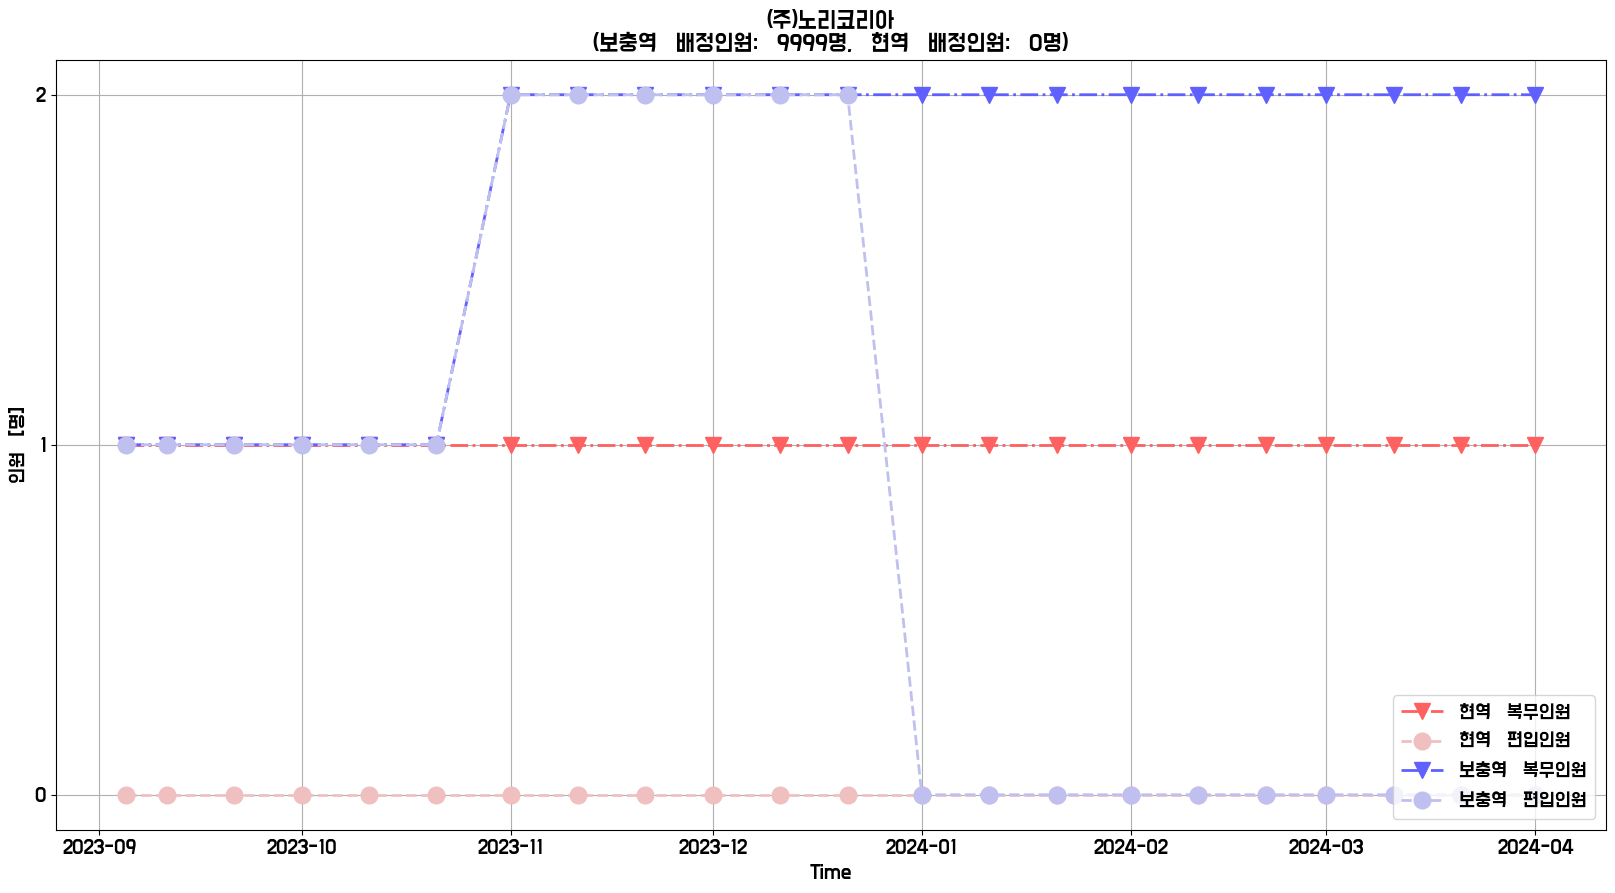 (주)노리코리아
(보충역 배정인원: 9999명, 현역 배정인원: 0명)
인원 [명]
2
1
0
현역 복무인원
현역 편입인원
보충역 복무인원
보충역 편입인원
2023-09 2023-10 2023-11 2023-12 2024-01 2024-02 2024-03 2024-04
Time